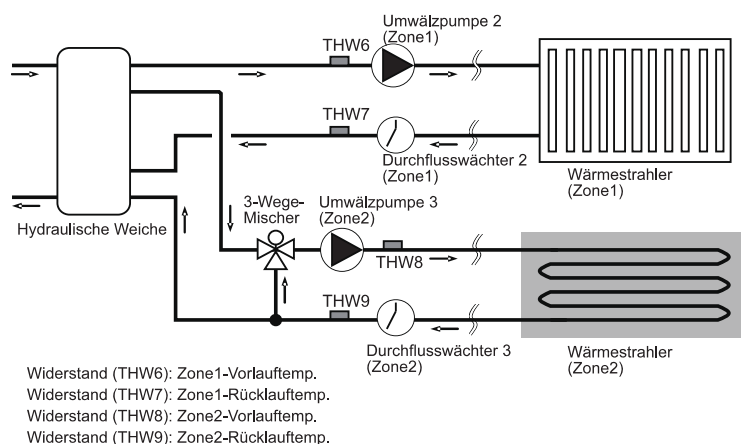 Umwälzpumpe 2
(Zone1)
THW6
THW7
Durchflusswächter 2
(Zone1)
Wärmestrahler
(Zone1)
Hydraulische Weiche
3-Wege-
Mischer
Umwälzpumpe 3
(Zone2)
THW8
THW9
Durchflusswächter 3
(Zone2)
Wärmestrahler
(Zone2)
Widerstand (THW6): Zone1-Vorlauftemp.
Widerstand (THW7): Zone1-Rücklauftemp.
Widerstand (THW8): Zone2-Vorlauftemp.
Widerstand (THW9): Zone2-Rücklauftemp.